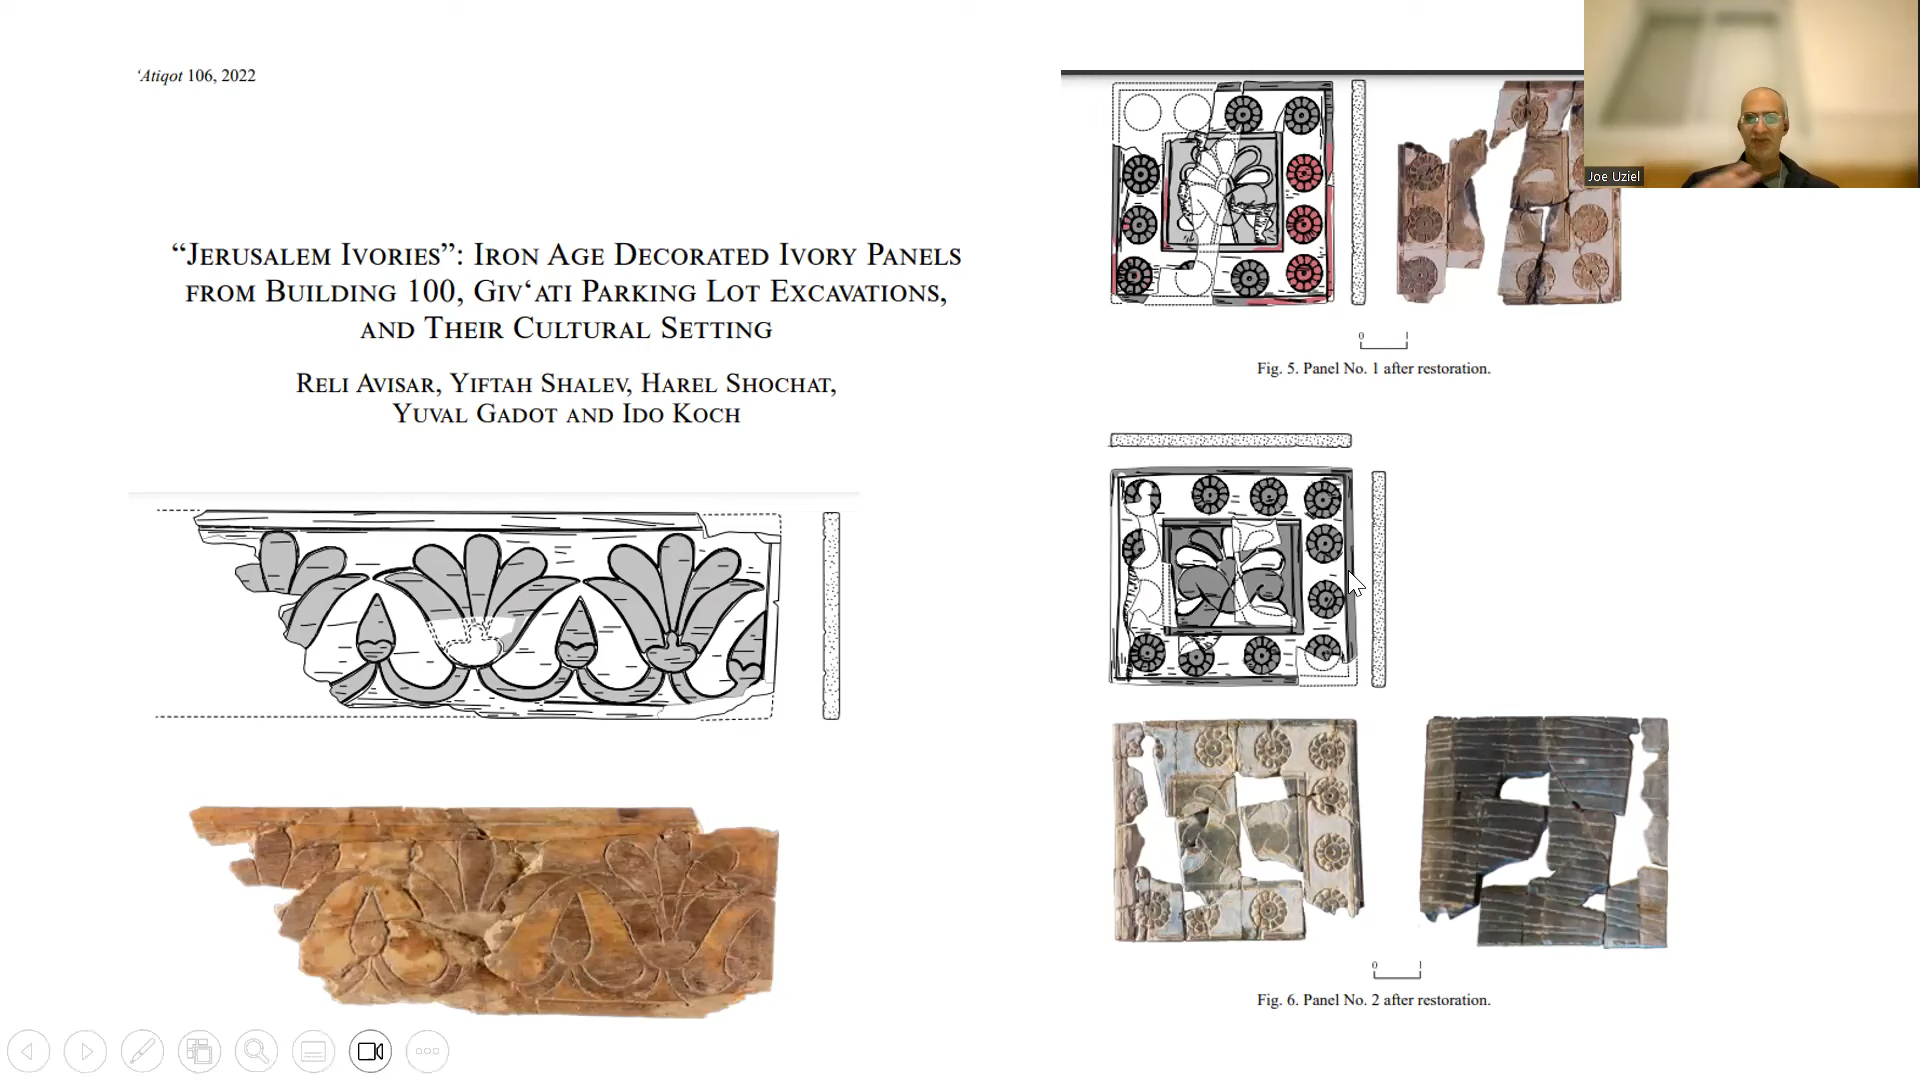 ‘Atiqot 106, 2022
“Jerusalem Ivories”: Iron Age Decorated Ivory Panels
from Building 100, Giv‘ati Parking Lot Excavations,
and Their Cultural Setting
Reli Avisar, Yiftah Shalev, Harel Shochat,
Yuval Gadot and Ido Koch
Joe Uziel
0 1
Fig. 5. Panel No. 1 after restoration.
0 1
Fig. 6. Panel No. 2 after restoration.